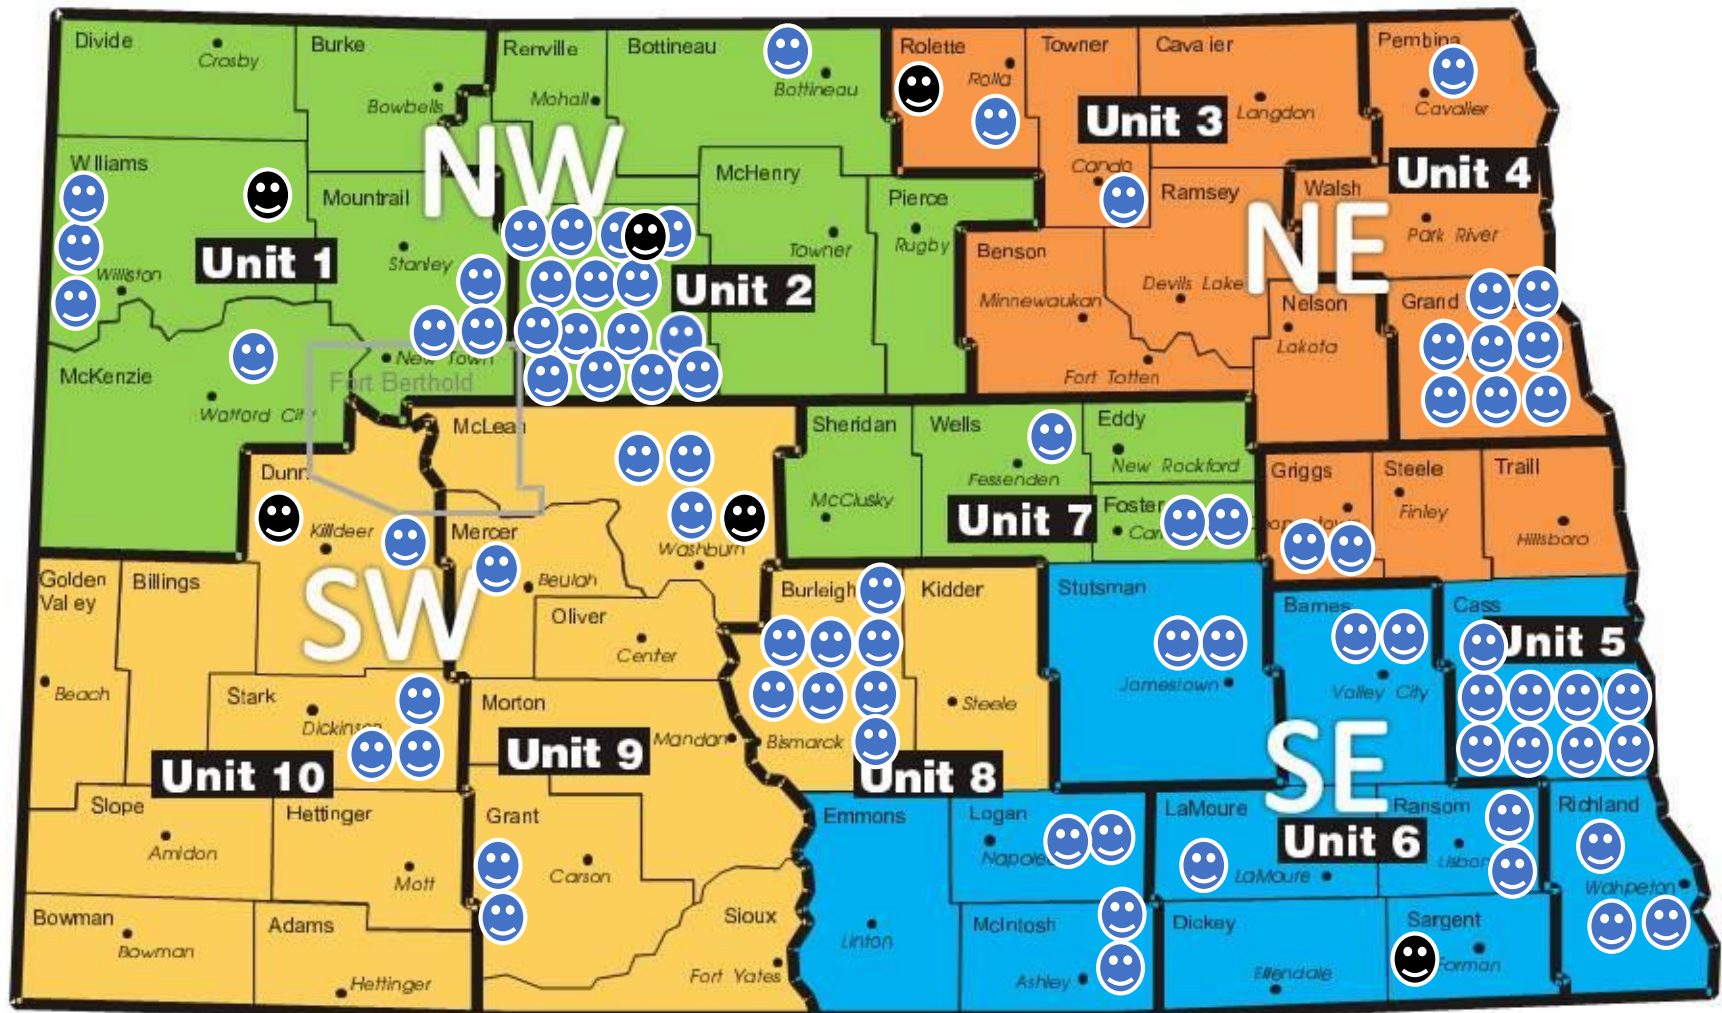 Divide
Crosby
Burke
Bowbells
Renville
Mohall
Bottineau
Bottineau
Rolette
Rolla
Towner
Cando
Cava ier
Langdon
Pembina
Cavalier
Unit 3
Unit 4
NW
W lliams
Williston
Unit 1
Mountrail
Stanley
New Town
Fort Berthold
McKenzie
Watford City
Unit 2
McHenry
Towner
Pierce
Rugby
Benson
Minnewaukan
Fort Totten
Ramsey
Devils Lake
NE
Walsh
Park River
Nelson
Lakota
Grand
McLean
Washburn
Dunn
Killdeer
Mercer
Beulah
Oliver
Center
SW
Sheridan
McClusky
Wells
Fessenden
Eddy
New Rockford
Foster
Unit 7
Griggs
Steele
Finley
Traill
Hillsboro
Golden
Val ey
Beach
Billings
Stark
Dickinson
Unit 10
Morton
Mandan
Unit 9
Burleigh
Bismarck
Kidder
Steele
Unit 8
Stutsman
Jamestown
Barnes
Valley City
Cass
Unit 5
SE
Slope
Amidon
Hettinger
Mott
Grant
Carson
Bowman
Bowman
Adams
Hettinger
Sioux
Fort Yates
Emmons
Linton
Logan
McIntosh
Ashley
LaMoure
LaMoure
Unit 6
Ransom
Lisbon
Dickey
Ellendale
Sargent
Forman
Richland
Wahpeton